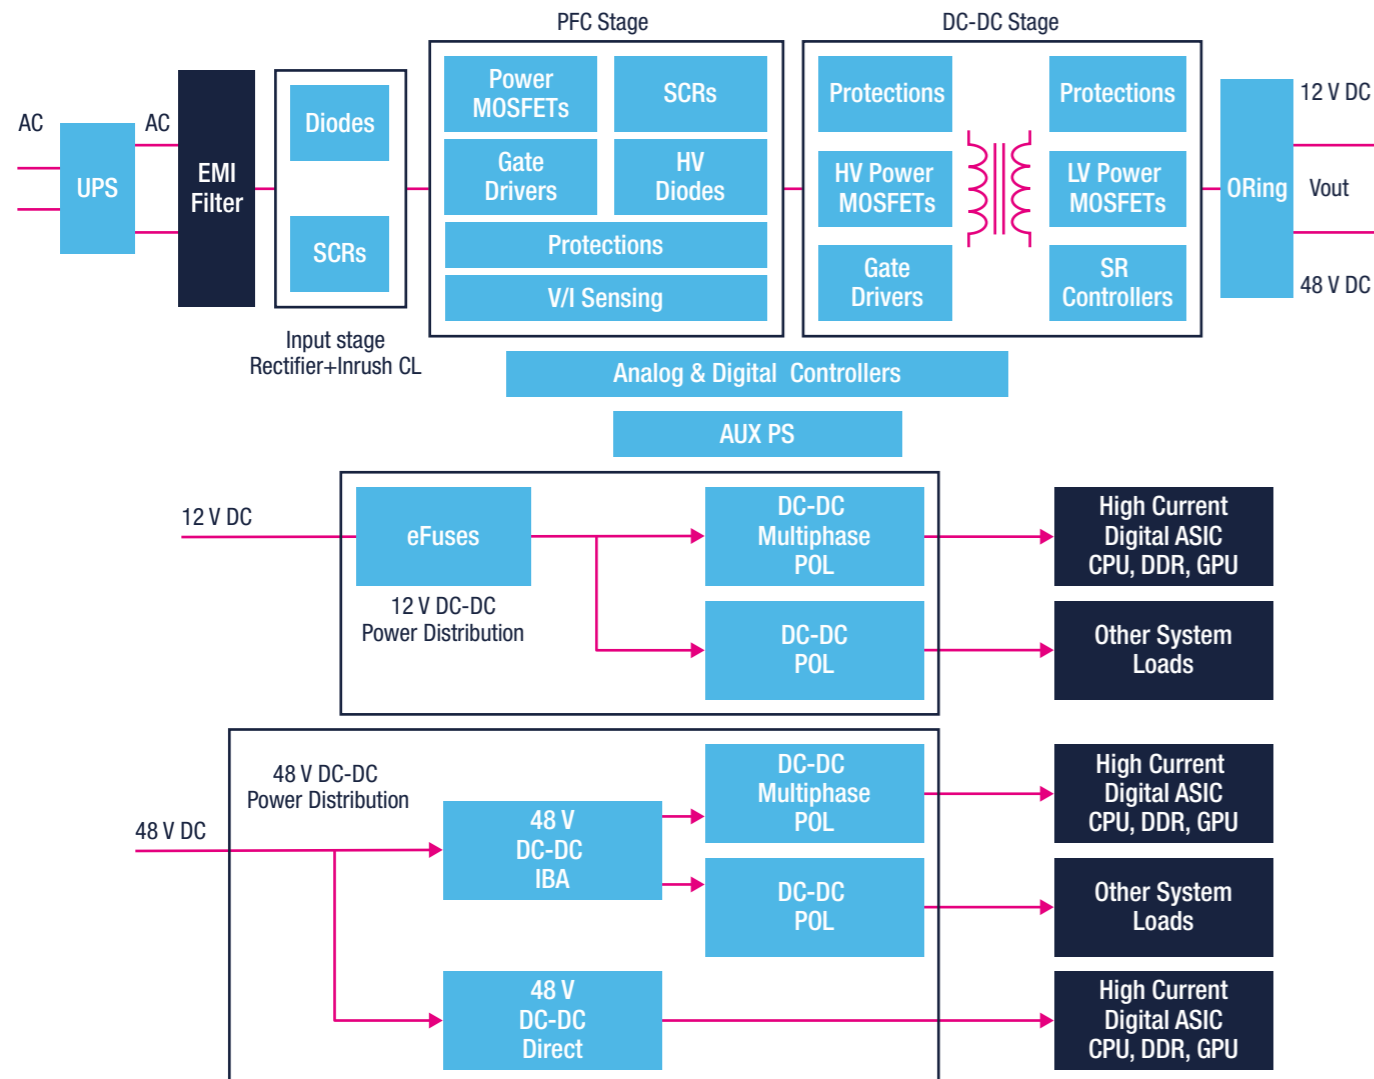 PFC Stage
DC-DC Stage
AC
UPS
AC
EMI
Filter
Diodes
SCRs
Input stage
Rectifier+Inrush CL
Power
MOSFETs
SCRs
Gate
Drivers
HV
Diodes
Protections
V/I Sensing
Protections
HV Power
MOSFETs
Gate
Drivers
Protections
LV Power
MOSFETs
SR
Controllers
ORing
12 V DC
Vout
48 V DC
Analog & Digital Controllers
AUX PS
12 V DC
eFuses
12 V DC-DC
Power Distribution
DC-DC
Multiphase
POL
DC-DC
POL
High Current
Digital ASIC
CPU, DDR, GPU
Other System
Loads
48 V DC-DC
Power Distribution
48 V DC
48 V
DC-DC
IBA
DC-DC
Multiphase
POL
DC-DC
POL
High Current
Digital ASIC
CPU, DDR, GPU
Other System
Loads
48 V
DC-DC
Direct
High Current
Digital ASIC
CPU, DDR, GPU